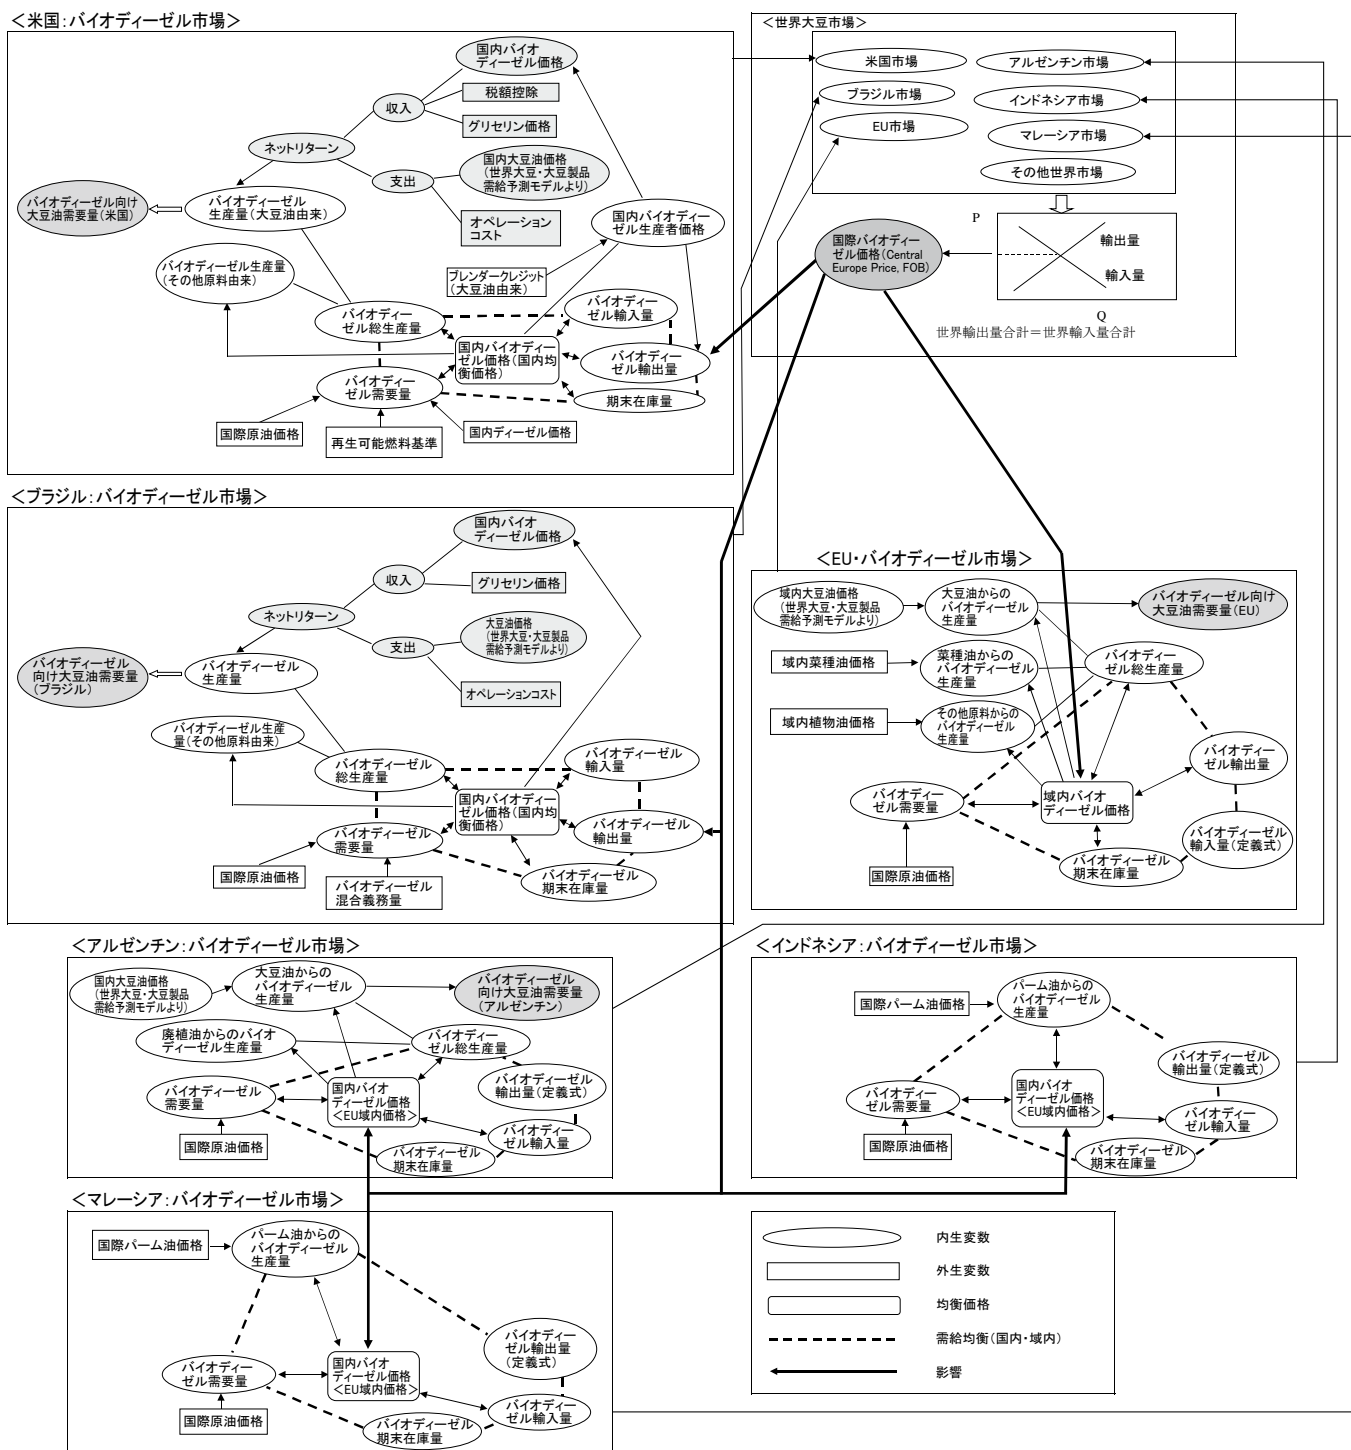 ＜米国：バイオディーゼル市場＞
国内バイオ
ディーゼル価格
税額控除
収入
グリセリン価格
ネットリターン
国内大豆油価格
(世界大豆・大豆製品
需給予測モデルより)
支出
バイオディーゼル向け
大豆油需要量(米国)
バイオディーゼル
生産量(大豆油由来)
オペレーション
コスト
国内バイオディー
ゼル生産者価格
バイオディーゼル生産量
(その他原料由来)
ブレンダークレジット
(大豆油由来)
バイオディー
ゼル総生産量
バイオディー
ゼル輸入量
国内バイオディー
ゼル価格(国内均
衡価格)
バイオディー
ゼル輸出量
バイオディー
ゼル需要量
期末在庫量
国際原油価格
再生可能燃料基準
国内ディーゼル価格
＜世界大豆市場＞
米国市場
アルゼンチン市場
ブラジル市場
インドネシア市場
EU市場
マレーシア市場
その他世界市場
P
国際バイオディー
ゼル価格(Central
Europe Price, FOB)
輸出量
輸入量
Q
世界輸出量合計＝世界輸入量合計
＜ブラジル：バイオディーゼル市場＞
国内バイオ
ディーゼル価格
収入
グリセリン価格
ネットリターン
大豆油価格
(世界大豆・大豆製品
需給予測モデルより)
支出
バイオディーゼル
向け大豆油需要量
(ブラジル)
バイオディーゼル
生産量
オペレーションコスト
バイオディーゼル生産
量(その他原料由来)
バイオディーゼル
総生産量
バイオディーゼル
輸入量
国内バイオディー
ゼル価格(国内均
衡価格)
バイオディーゼル
輸出量
バイオディーゼル
需要量
国際原油価格
バイオディーゼル
混合義務量
バイオディーゼル
期末在庫量
＜EU・バイオディーゼル市場＞
域内大豆油価格
(世界大豆・大豆製品
需給予測モデルより)
大豆油からの
バイオディーゼル
生産量
バイオディーゼル向け
大豆油需要量(EU)
域内菜種油価格
菜種油からの
バイオディーゼル
生産量
バイオディー
ゼル総生産量
域内植物油価格
その他原料からの
バイオディーゼル
生産量
バイオディー
ゼル輸出量
バイオディー
ゼル需要量
域内バイオ
ディーゼル価格
バイオディーゼル
輸入量(定義式)
国際原油価格
バイオディーゼル
期末在庫量
＜アルゼンチン：バイオディーゼル市場＞
国内大豆油価格
(世界大豆・大豆製品
需給予測モデルより)
大豆油からの
バイオディーゼル
生産量
バイオディーゼル
向け大豆油需要量
(アルゼンチン)
廃植油からのバイオ
ディーゼル生産量
バイオディー
ゼル総生産量
バイオディーゼル
需要量
国内バイオ
ディーゼル価格
＜EU域内価格＞
バイオディーゼル
輸出量(定義式)
国際原油価格
バイオディー
ゼル輸入量
バイオディーゼル
期末在庫量
＜インドネシア：バイオディーゼル市場＞
国際パーム油価格
パーム油からの
バイオディーゼル
生産量
バイオディーゼル
輸出量(定義式)
バイオディー
ゼル需要量
国内バイオ
ディーゼル価格
＜EU域内価格＞
バイオディー
ゼル輸入量
国際原油価格
バイオディーゼル
期末在庫量
＜マレーシア：バイオディーゼル市場＞
国際パーム油価格
パーム油からの
バイオディーゼル
生産量
バイオディー
ゼル輸出量
(定義式)
バイオディー
ゼル需要量
国内バイオ
ディーゼル価格
＜EU域内価格＞
国際原油価格
バイオディー
ゼル輸入量
バイオディーゼル
期末在庫量
内生変数
外生変数
均衡価格
需給均衡(国内・域内)
影響